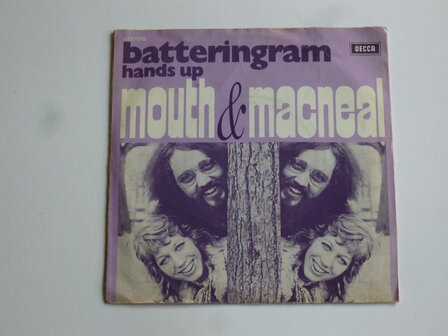 batteringram
DECCA
hands up
mouth & macneal